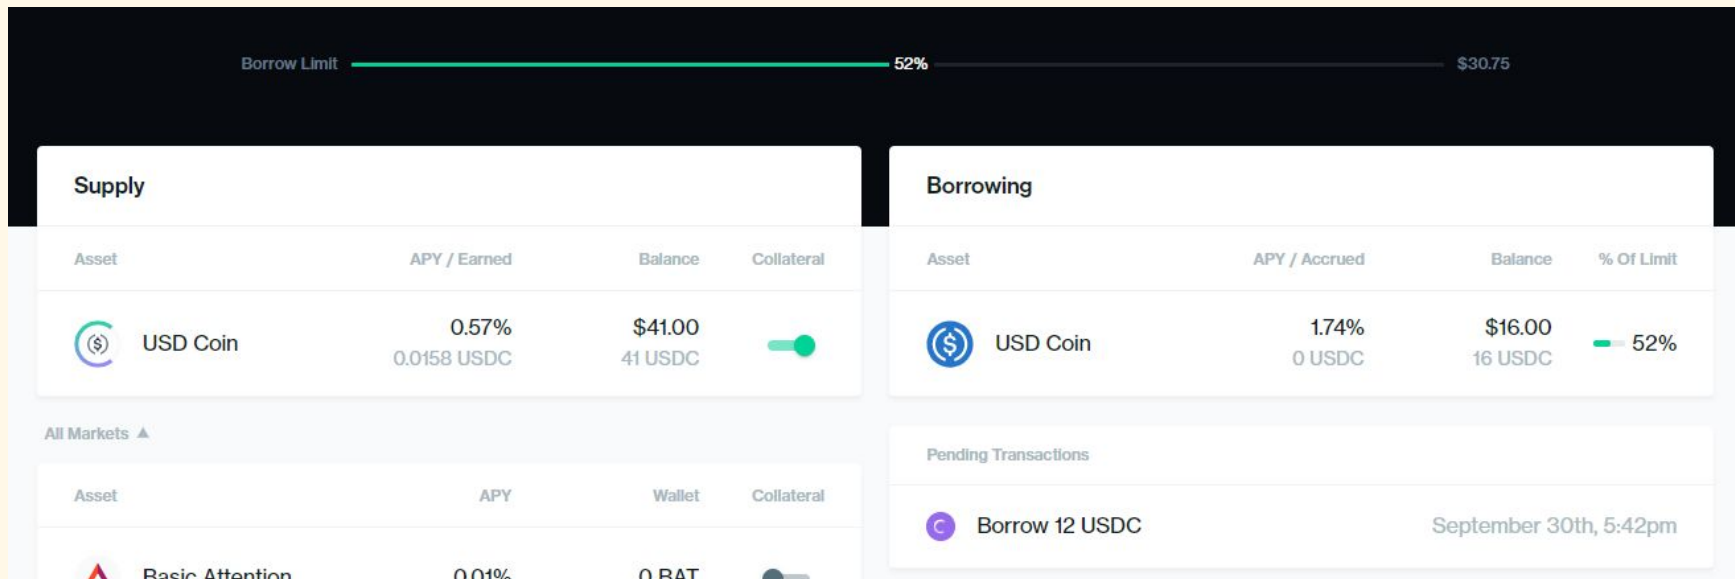 Borrow Limit 52% $30.75
Supply
Asset APY / Earned Balance Collateral
USD Coin 0.57% $41.00
0.0158 USDC 41 USDC
All Markets ▲
Asset APY Wallet Collateral
Basic Attention 0.01% 0 BAT
Borrowing
Asset APY / Accrued Balance % Of Limit
USD Coin 1.74% $16.00 52%
0 USDC 16 USDC
Pending Transactions
C Borrow 12 USDC September 30th, 5:42pm